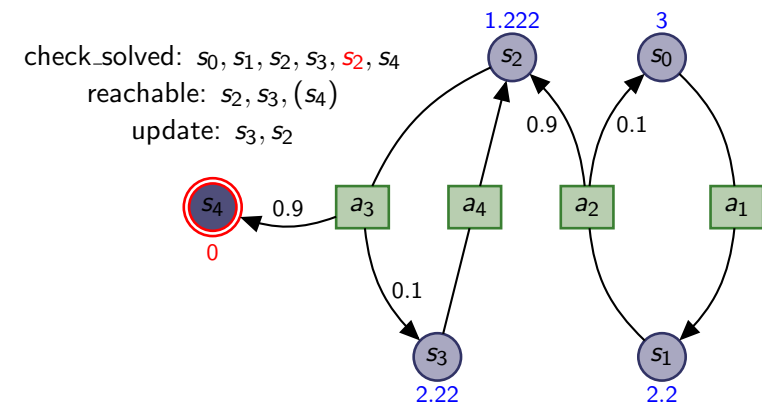 1.222
3
check_solved: s₀, s₁, s₂, s₃, s₂, s₄
s₂
s₀
reachable: s₂, s₃, (s₄)
0.9
0.1
update: s₃, s₂
s₄
0.9
a₃
a₄
a₂
a₁
0
0.1
s₃
s₁
2.22
2.2